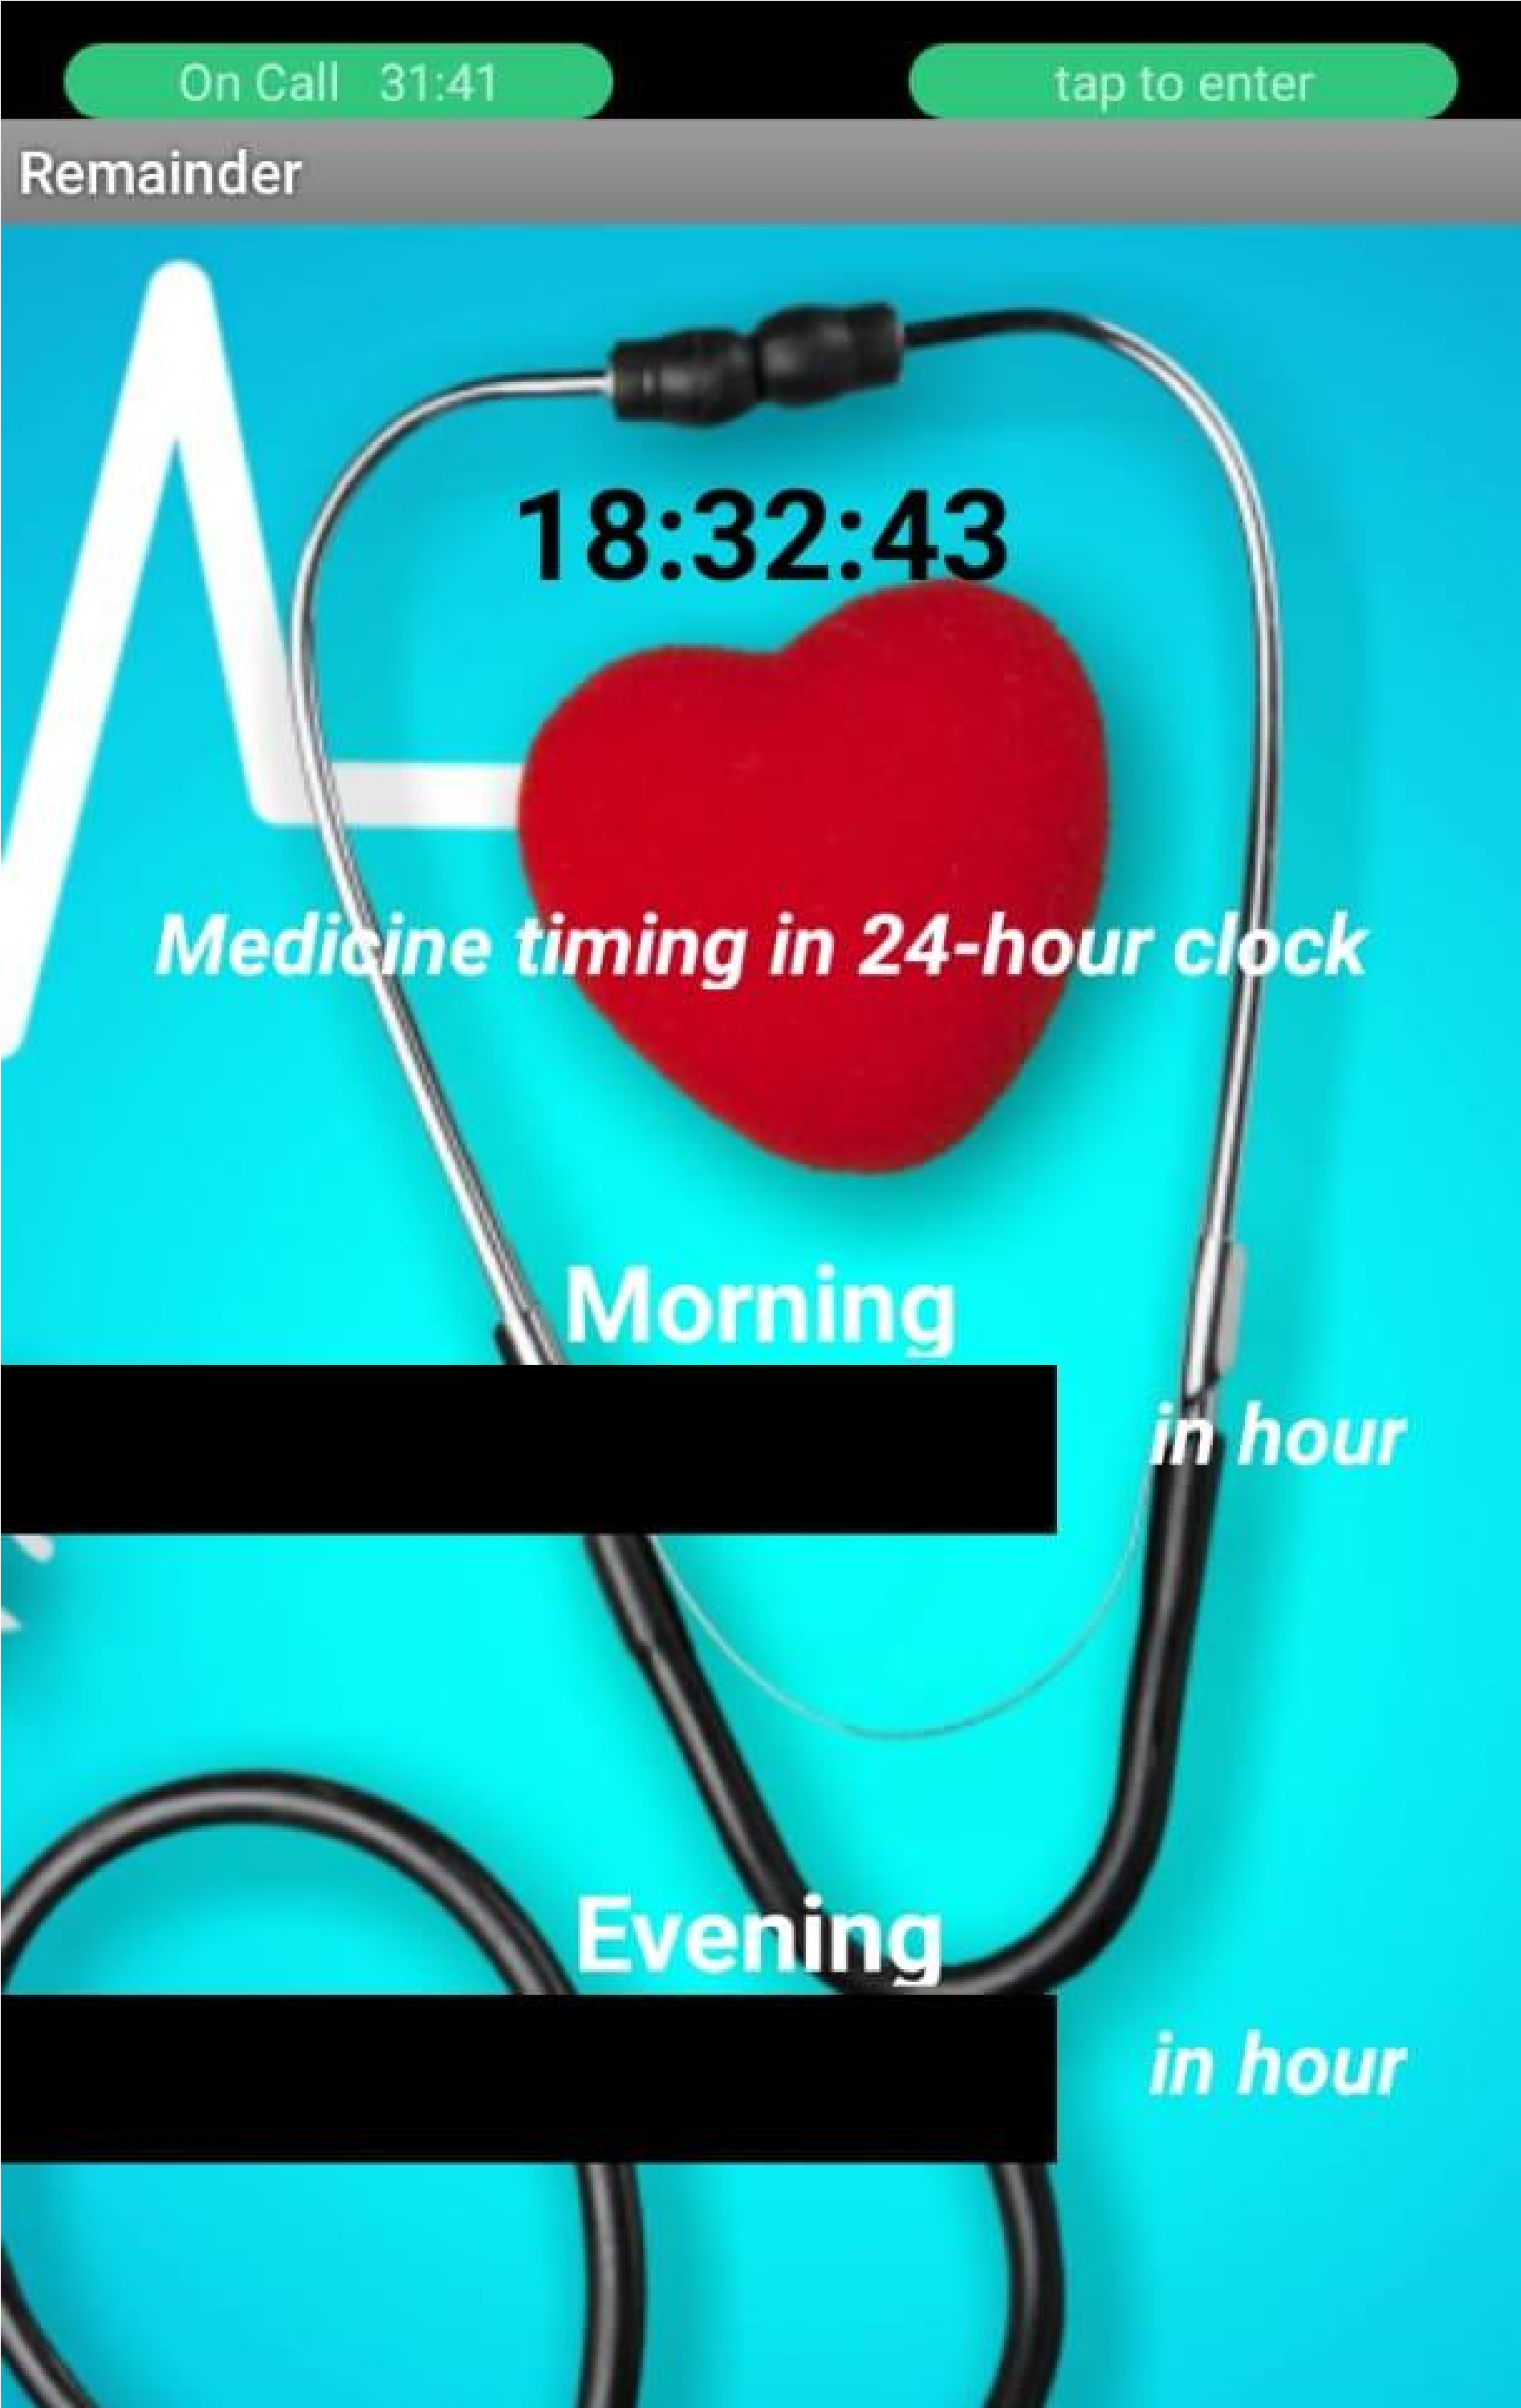 On Call 31:41 tap to enter
Remainder
18:32:43
Medicine timing in 24-hour clock
Morning
in hour
Evening
in hour